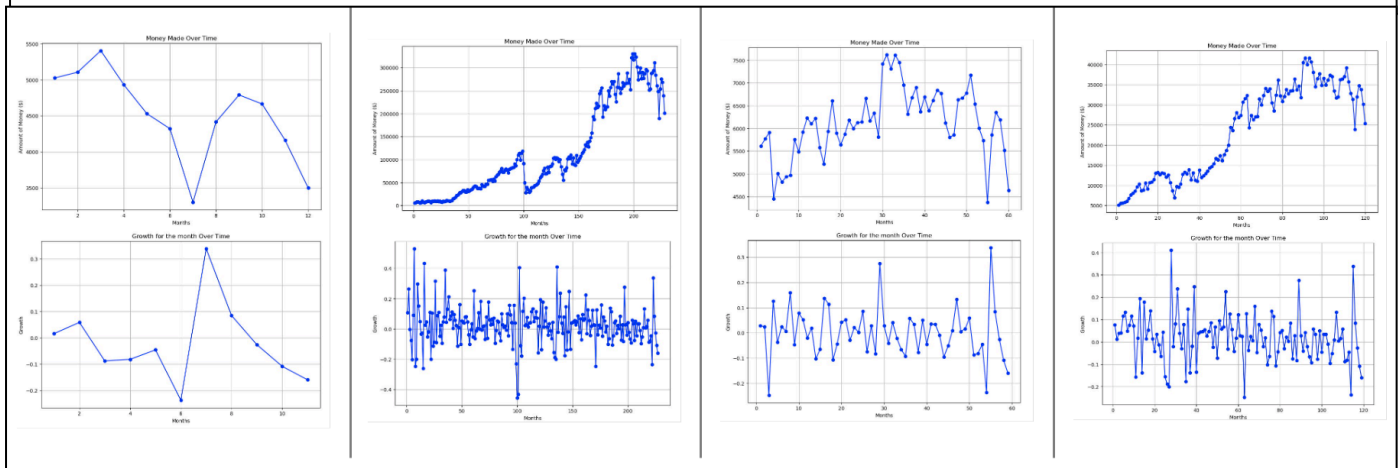 Money Made Over Time
Amount of Money ($)
5500
5000
4500
4000
3500
2 4 6 8 10 12
Months
Growth for the month Over Time
Growth
0.3
0.2
0.1
0.0
−0.1
−0.2
2 4 6 8 10
Months
Money Made Over Time
Amount of Money ($)
300000
250000
200000
150000
100000
50000
0
0 50 100 150 200
Months
Growth for the month Over Time
Growth
0.4
0.2
0.0
−0.2
−0.4
0 50 100 150 200
Months
Money Made Over Time
Amount of Money ($)
7500
7000
6500
6000
5500
5000
4500
0 10 20 30 40 50 60
Months
Growth for the month Over Time
Growth
0.3
0.2
0.1
0.0
−0.1
−0.2
0 10 20 30 40 50 60
Months
Money Made Over Time
Amount of Money ($)
40000
35000
30000
25000
20000
15000
10000
5000
0 20 40 60 80 100 120
Months
Growth for the month Over Time
Growth
0.4
0.3
0.2
0.1
0.0
−0.1
−0.2
0 20 40 60 80 100 120
Months